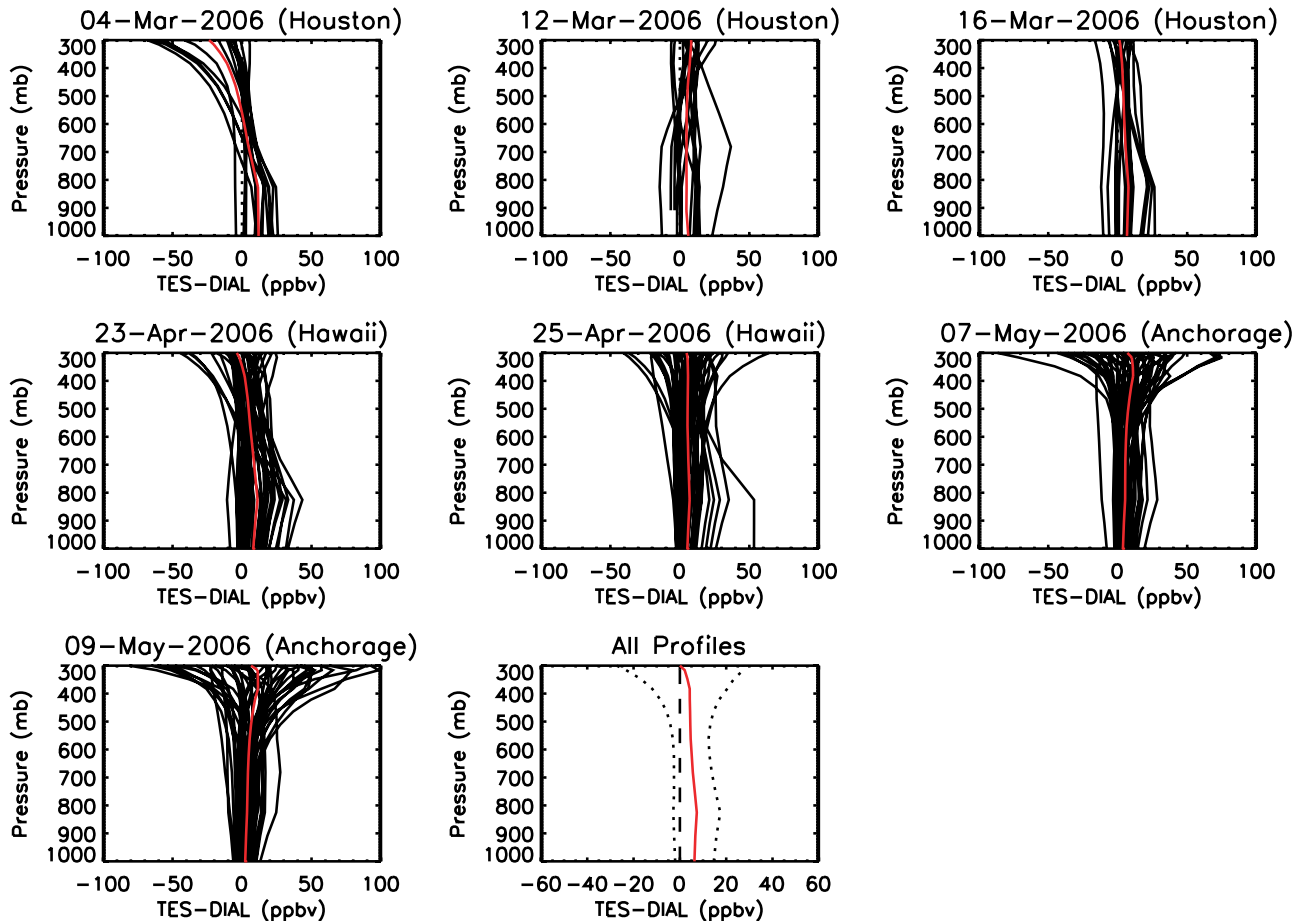 04-Mar-2006 (Houston)
300
400
500
600
700
800
900
1000
Pressure (mb)
-100 -50 0 50 100
TES-DIAL (ppbv)
12-Mar-2006 (Houston)
300
400
500
600
700
800
900
1000
Pressure (mb)
-100 -50 0 50 100
TES-DIAL (ppbv)
16-Mar-2006 (Houston)
300
400
500
600
700
800
900
1000
Pressure (mb)
-100 -50 0 50 100
TES-DIAL (ppbv)
23-Apr-2006 (Hawaii)
300
400
500
600
700
800
900
1000
Pressure (mb)
-100 -50 0 50 100
TES-DIAL (ppbv)
25-Apr-2006 (Hawaii)
300
400
500
600
700
800
900
1000
Pressure (mb)
-100 -50 0 50 100
TES-DIAL (ppbv)
07-May-2006 (Anchorage)
300
400
500
600
700
800
900
1000
Pressure (mb)
-100 -50 0 50 100
TES-DIAL (ppbv)
09-May-2006 (Anchorage)
300
400
500
600
700
800
900
1000
Pressure (mb)
-100 -50 0 50 100
TES-DIAL (ppbv)
All Profiles
300
400
500
600
700
800
900
1000
Pressure (mb)
-60 -40 -20 0 20 40 60
TES-DIAL (ppbv)